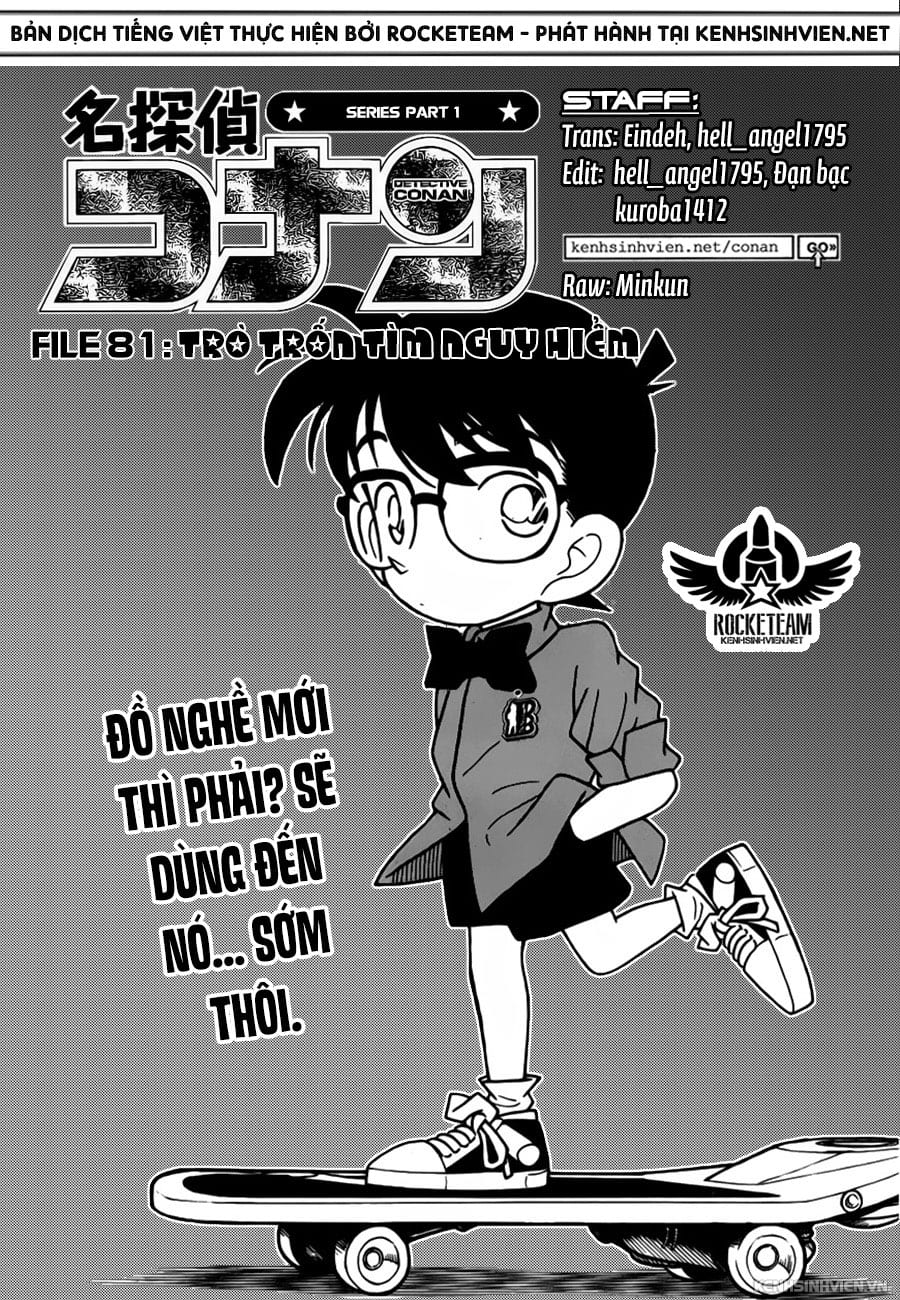 BẢN DỊCH TIẾNG VIỆT THỰC HIỆN BỞI ROCKETEAM - PHÁT HÀNH TẠI KENHSINHVIEN.NET
名探偵
SERIES PART 1
コナン
DETECTIVE
CONAN
STAFF:
Trans: Eindeh, hell_angel1795
Edit: hell_angel1795, Đạn bạc
kuroba1412
kenhsinhvien.net/conan GO»
Raw: Minkun
FILE 81: TRÒ TRỐN TÌM NGUY HIỂM
ROCKETEAM
KENHSINHVIEN.NET
ĐỒ NGHỀ MỚI
THÌ PHẢI? SẼ
DÙNG ĐẾN
NÓ... SỚM
THÔI.
KENHSINHVIEN.VN